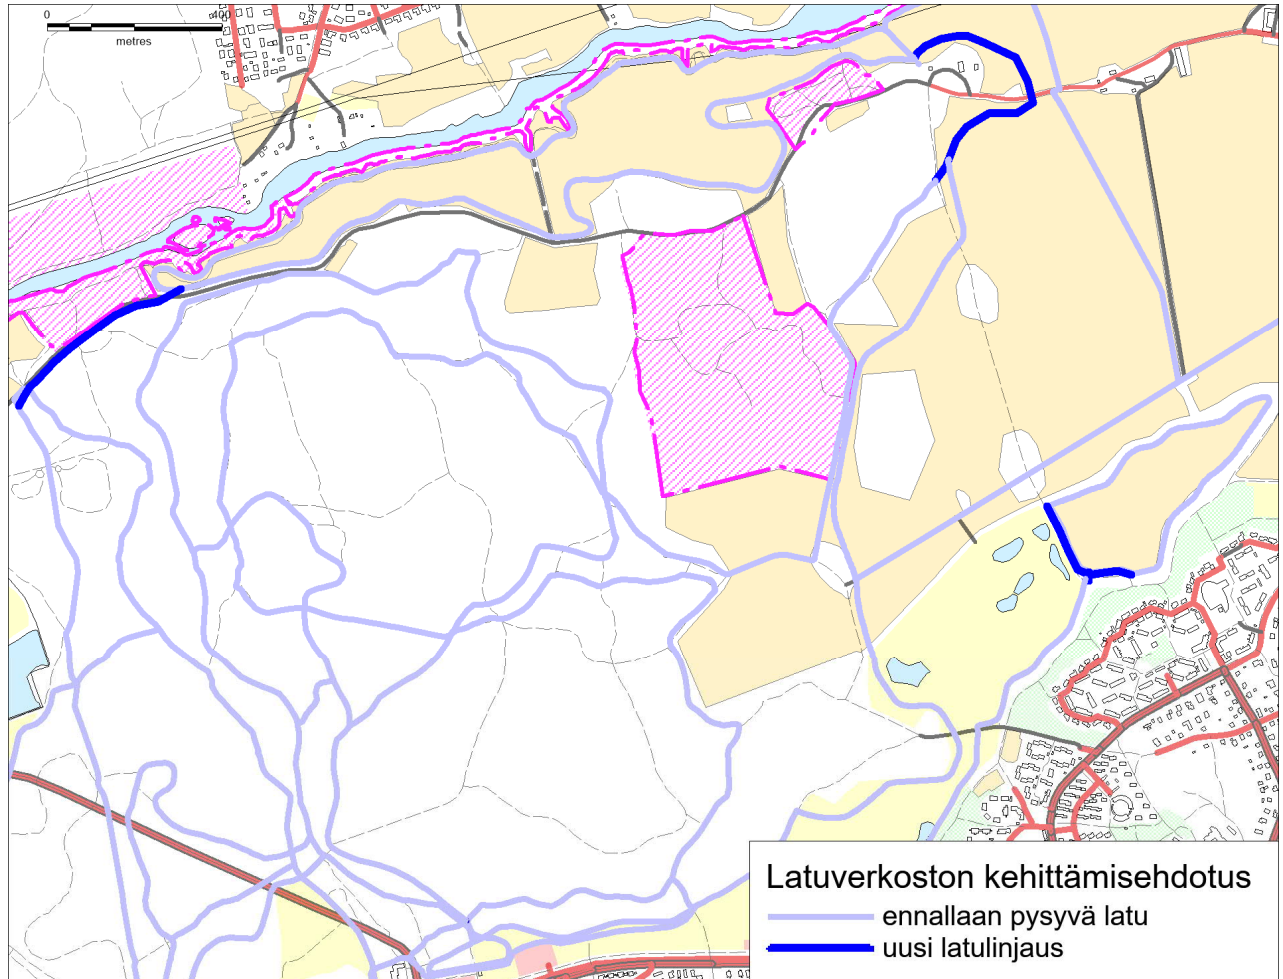 0 400
metres
Latuverkoston kehittämisehdotus
ennallaan pysyvä latu
uusi latulinjaus